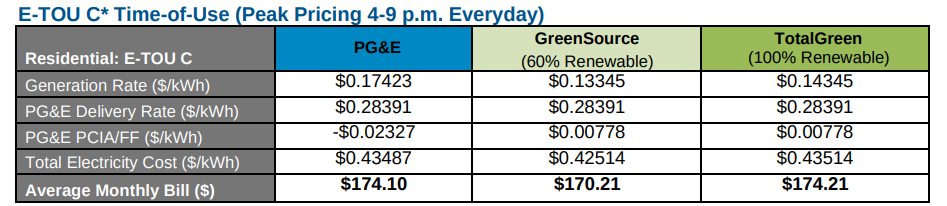 E-TOU C* Time-of-Use (Peak Pricing 4-9 p.m. Everyday)
Residential: E-TOU C PG&E GreenSource (60% Renewable) TotalGreen (100% Renewable)
Generation Rate ($/kWh) $0.17423 $0.13345 $0.14345
PG&E Delivery Rate ($/kWh) $0.28391 $0.28391 $0.28391
PG&E PCIA/FF ($/kWh) -$0.02327 $0.00778 $0.00778
Total Electricity Cost ($/kWh) $0.43487 $0.42514 $0.43514
Average Monthly Bill ($) $174.10 $170.21 $174.21